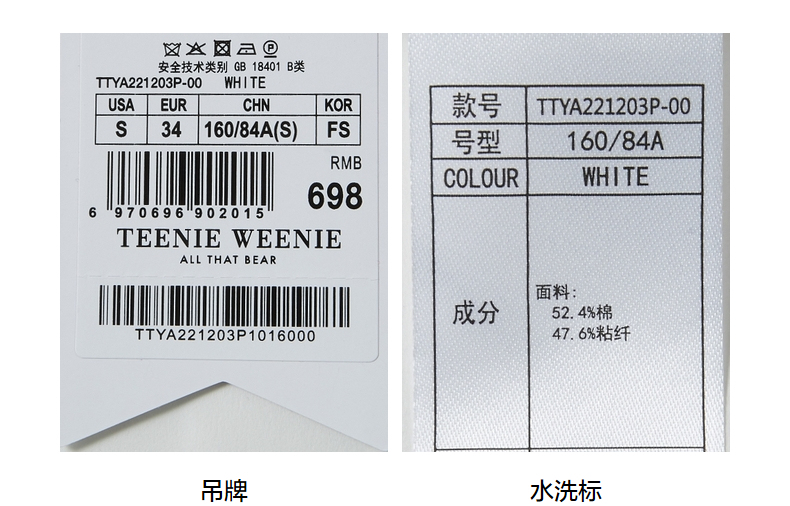 安全技术类别 GB 18401 B类
TTYA221203P-00 WHITE
USA EUR CHN KOR
S 34 160/84A(S) FS
RMB
698
6 970696 902015
TEENIE WEENIE
ALL THAT BEAR
TTYA221203P1016000
吊牌
款号 TTYA221203P-00
号型 160/84A
COLOUR WHITE
成分
面料:
52.4%棉
47.6%粘纤
水洗标